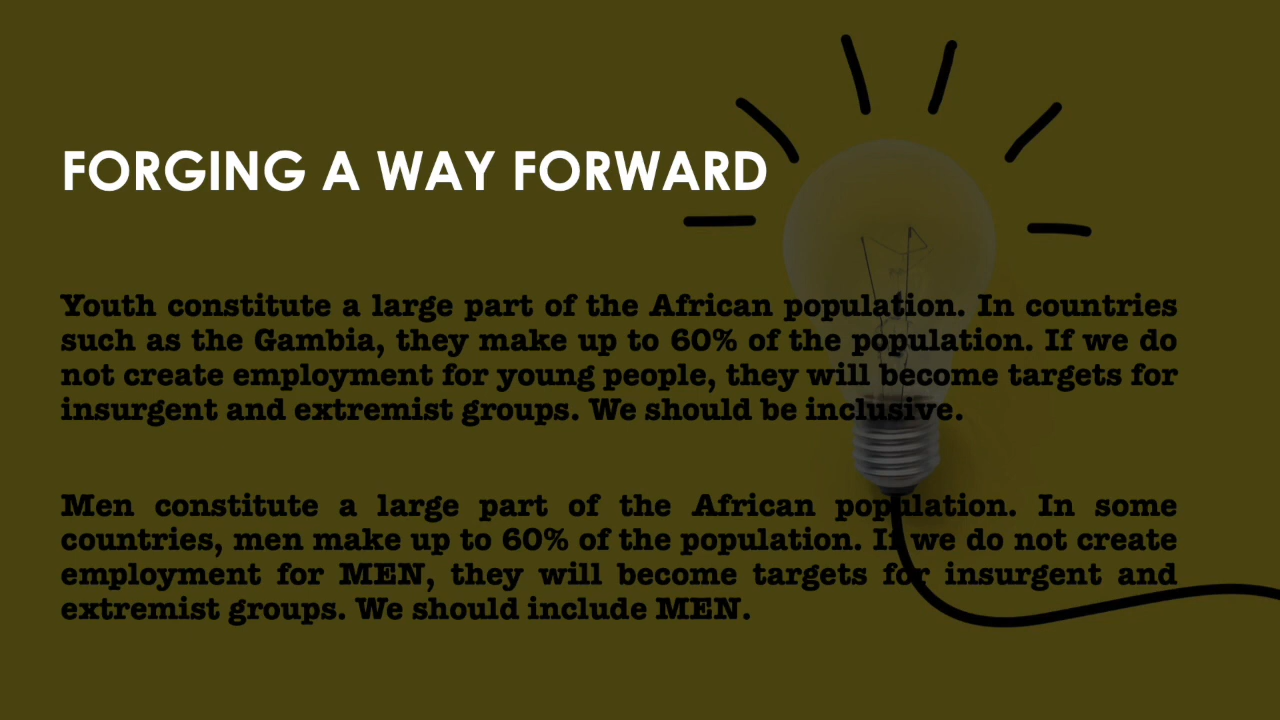 FORGING A WAY FORWARD
Youth constitute a large part of the African population. In countries
such as the Gambia, they make up to 60% of the population. If we do
not create employment for young people, they will become targets for
insurgent and extremist groups. We should be inclusive.
Men constitute a large part of the African population. In some
countries, men make up to 60% of the population. If we do not create
employment for MEN, they will become targets for insurgent and
extremist groups. We should include MEN.